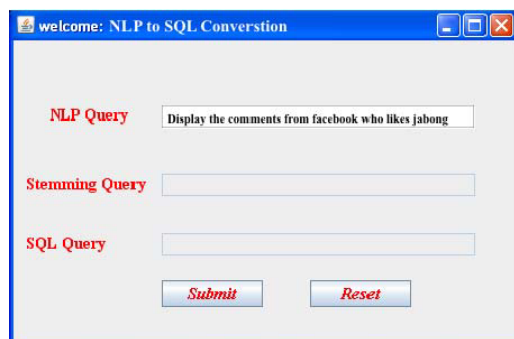 welcome: NLP to SQL Converstion
NLP Query
Display the comments from facebook who likes jabong
Stemming Query
SQL Query
Submit Reset